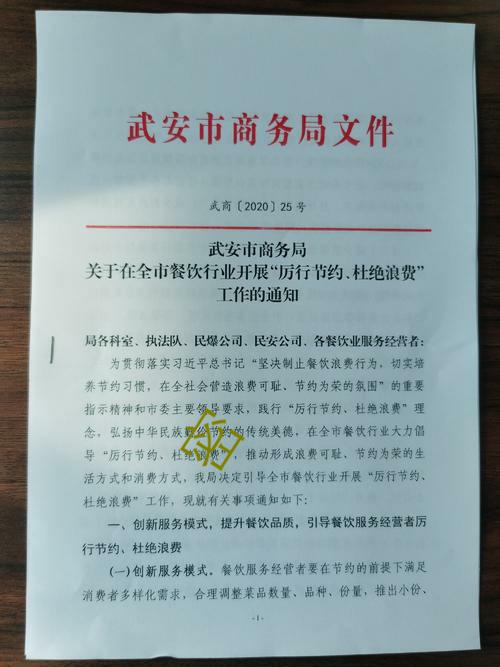 武安市商务局文件
武商〔2020〕25号
武安市商务局
关于在全市餐饮行业开展“厉行节约、杜绝浪费”
工作的通知
局各科室、执法队、民爆公司、民安公司、各餐饮业服务经营者：
为贯彻落实习近平总书记“坚决制止餐饮浪费行为，切实培
养节约习惯，在全社会营造浪费可耻、节约为荣的氛围”的重要
指示精神和市委主要领导要求，践行“厉行节约、杜绝浪费”理
念，弘扬中华民族勤俭节约的传统美德，在全市餐饮行业大力倡
导“厉行节约、杜绝浪费”，推动形成浪费可耻、节约为荣的生
活方式和消费方式，我局决定引导全市餐饮行业开展“厉行节约、
杜绝浪费”工作，现就有关事项通知如下：
一、创新服务模式，提升餐饮品质，引导餐饮服务经营者厉
行节约、杜绝浪费
（一）创新服务模式。餐饮服务经营者要在节约的前提下满足
消费者多样化需求，合理调整菜品数量、品种、份量，推出小份、
-1-